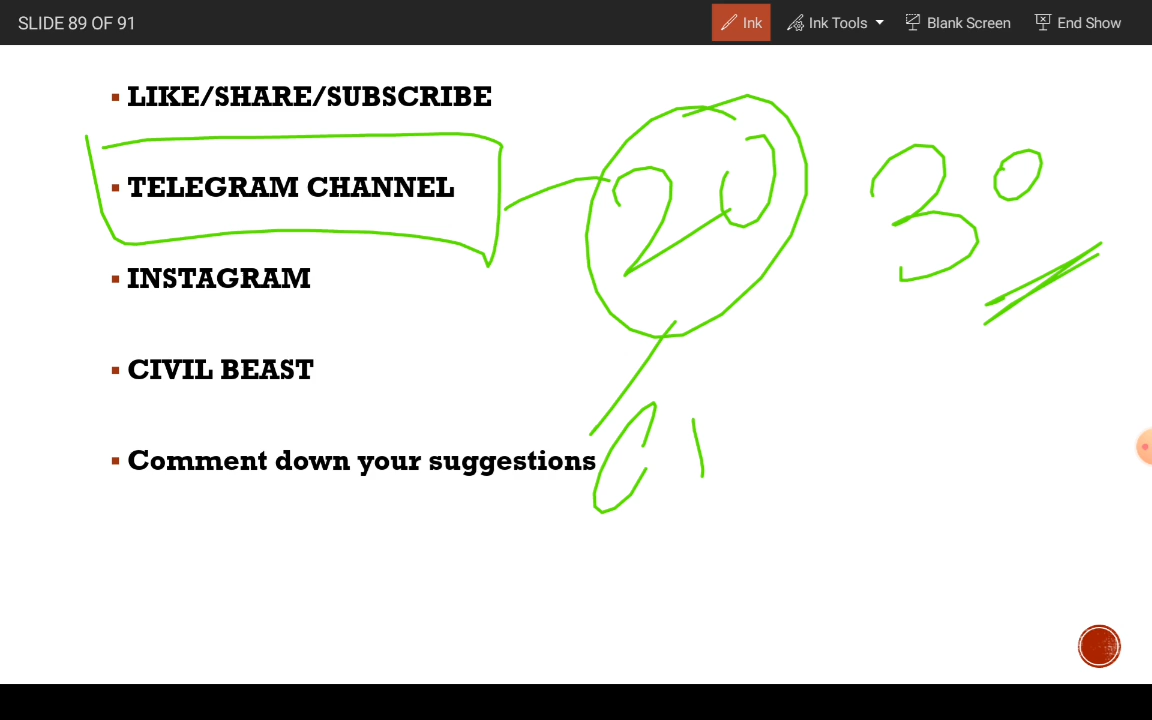 SLIDE 89 OF 91
Ink Ink Tools Blank Screen End Show
LIKE/SHARE/SUBSCRIBE
TELEGRAM CHANNEL 20 30
INSTAGRAM
CIVIL BEAST
Comment down your suggestions